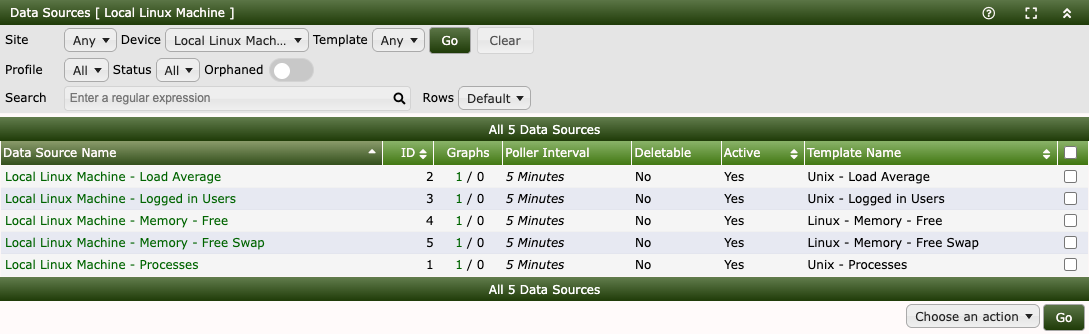 Data Sources [ Local Linux Machine ]
Site Any Device Local Linux Mach... Template Any Go Clear
Profile All Status All Orphaned
Search Enter a regular expression Rows Default
All 5 Data Sources
Data Source Name ID Graphs Poller Interval Deletable Active Template Name
Local Linux Machine - Load Average 2 1 / 0 5 Minutes No Yes Unix - Load Average
Local Linux Machine - Logged in Users 3 1 / 0 5 Minutes No Yes Unix - Logged in Users
Local Linux Machine - Memory - Free 4 1 / 0 5 Minutes No Yes Linux - Memory - Free
Local Linux Machine - Memory - Free Swap 5 1 / 0 5 Minutes No Yes Linux - Memory - Free Swap
Local Linux Machine - Processes 1 1 / 0 5 Minutes No Yes Unix - Processes
All 5 Data Sources
Choose an action Go